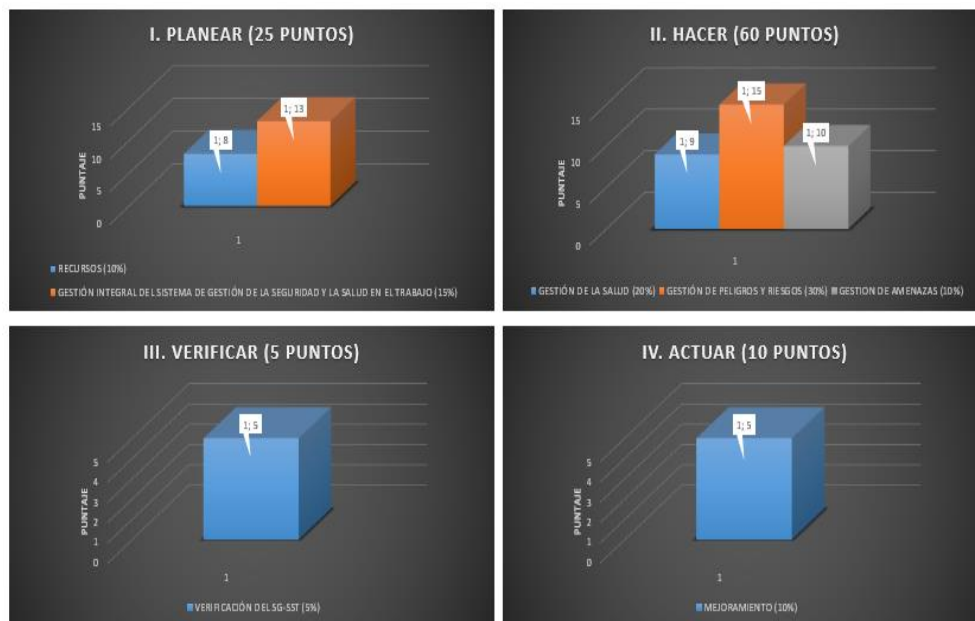 I. PLANEAR (25 PUNTOS)
PUNTAJE
15
10
5
0
1; 8
1; 13
1
RECURSOS (10%)
GESTIÓN INTEGRAL DEL SISTEMA DE GESTIÓN DE LA SEGURIDAD Y LA SALUD EN EL TRABAJO (15%)
II. HACER (60 PUNTOS)
PUNTAJE
15
10
5
0
1; 9
1; 15
1; 10
1
GESTIÓN DE LA SALUD (20%) GESTIÓN DE PELIGROS Y RIESGOS (30%) GESTION DE AMENAZAS (10%)
III. VERIFICAR (5 PUNTOS)
PUNTAJE
5
4
3
2
1
0
1; 5
1
VERIFICACIÓN DEL SG-SST (5%)
IV. ACTUAR (10 PUNTOS)
PUNTAJE
5
4
3
2
1
0
1; 5
1
MEJORAMIENTO (10%)